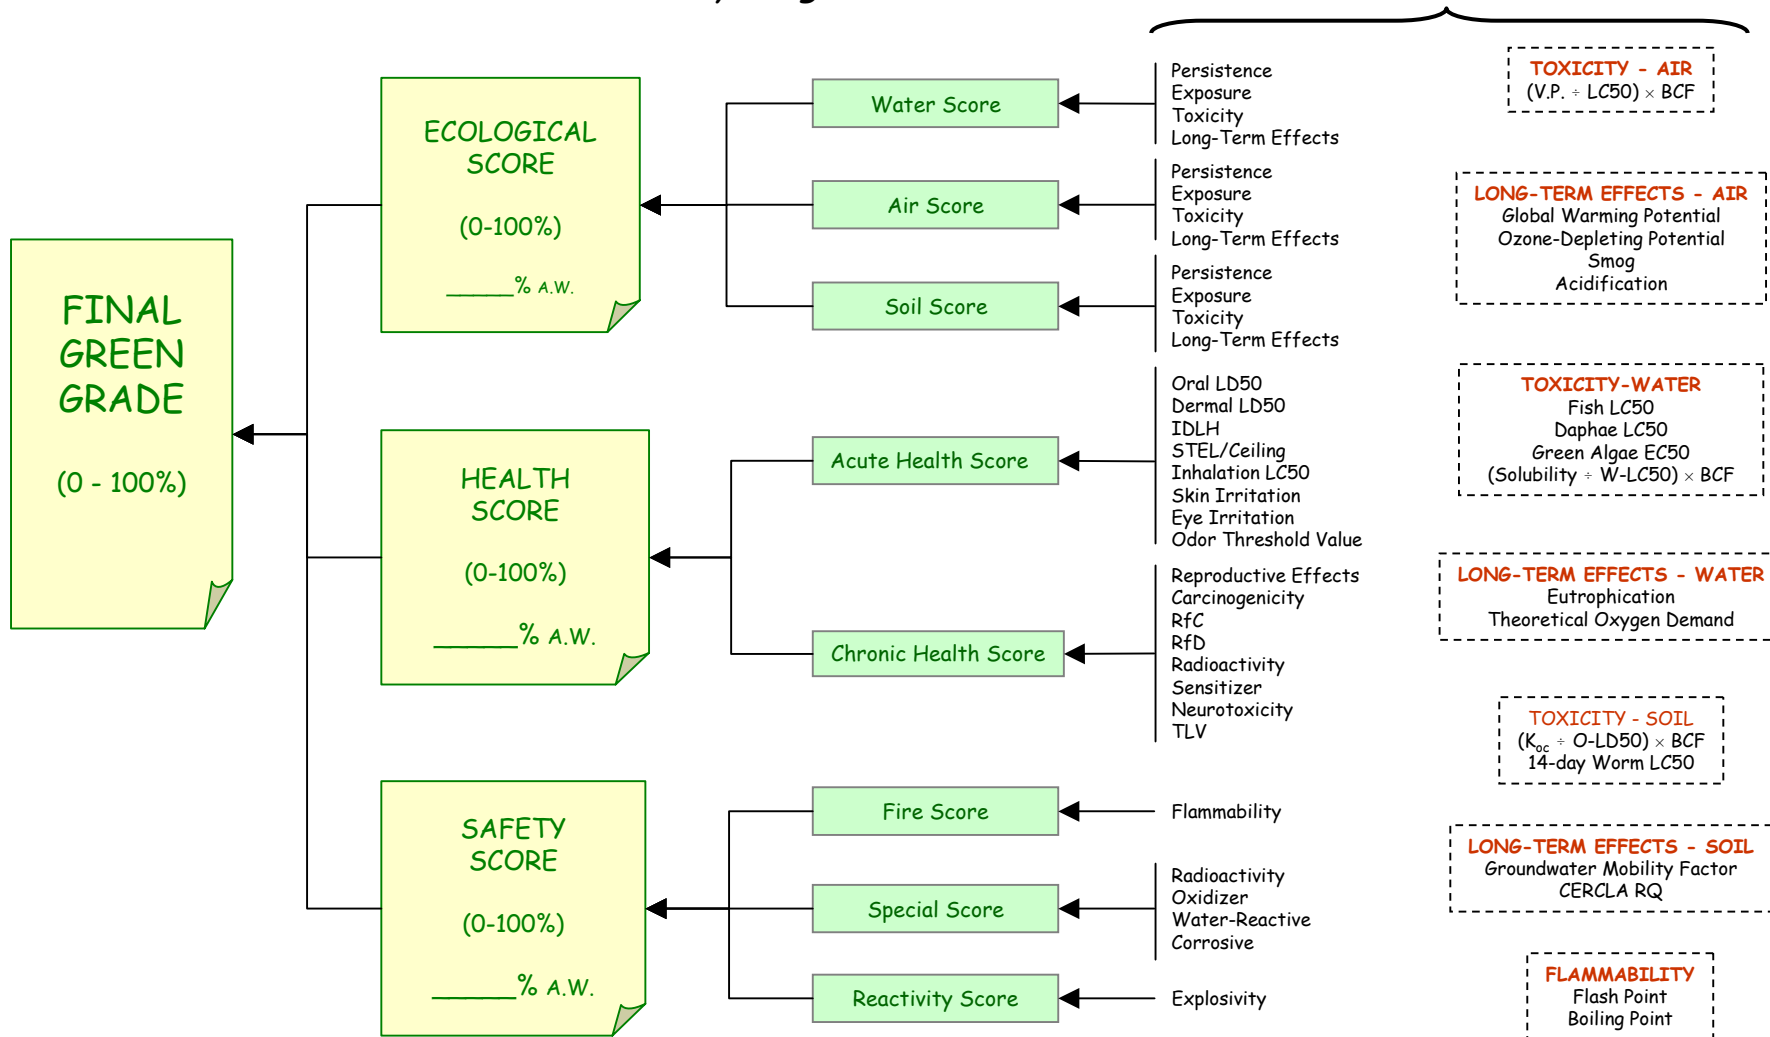 FINAL
GREEN
GRADE
(0 - 100%)
ECOLOGICAL
SCORE
(0-100%)
_____% A.W.
HEALTH
SCORE
(0-100%)
______% A.W.
SAFETY
SCORE
(0-100%)
______% A.W.
Water Score
Air Score
Soil Score
Acute Health Score
Chronic Health Score
Fire Score
Special Score
Reactivity Score
Persistence
Exposure
Toxicity
Long-Term Effects
Persistence
Exposure
Toxicity
Long-Term Effects
Persistence
Exposure
Toxicity
Long-Term Effects
Oral LD50
Dermal LD50
IDLH
STEL/Ceiling
Inhalation LC50
Skin Irritation
Eye Irritation
Odor Threshold Value
Reproductive Effects
Carcinogenicity
RfC
RfD
Radioactivity
Sensitizer
Neurotoxicity
TLV
Flammability
Radioactivity
Oxidizer
Water-Reactive
Corrosive
Explosivity
TOXICITY - AIR
(V.P. ÷ LC50) × BCF
LONG-TERM EFFECTS - AIR
Global Warming Potential
Ozone-Depleting Potential
Smog
Acidification
TOXICITY-WATER
Fish LC50
Daphae LC50
Green Algae EC50
(Solubility ÷ W-LC50) × BCF
LONG-TERM EFFECTS - WATER
Eutrophication
Theoretical Oxygen Demand
TOXICITY - SOIL
(Koc ÷ O-LD50) × BCF
14-day Worm LC50
LONG-TERM EFFECTS - SOIL
Groundwater Mobility Factor
CERCLA RQ
FLAMMABILITY
Flash Point
Boiling Point